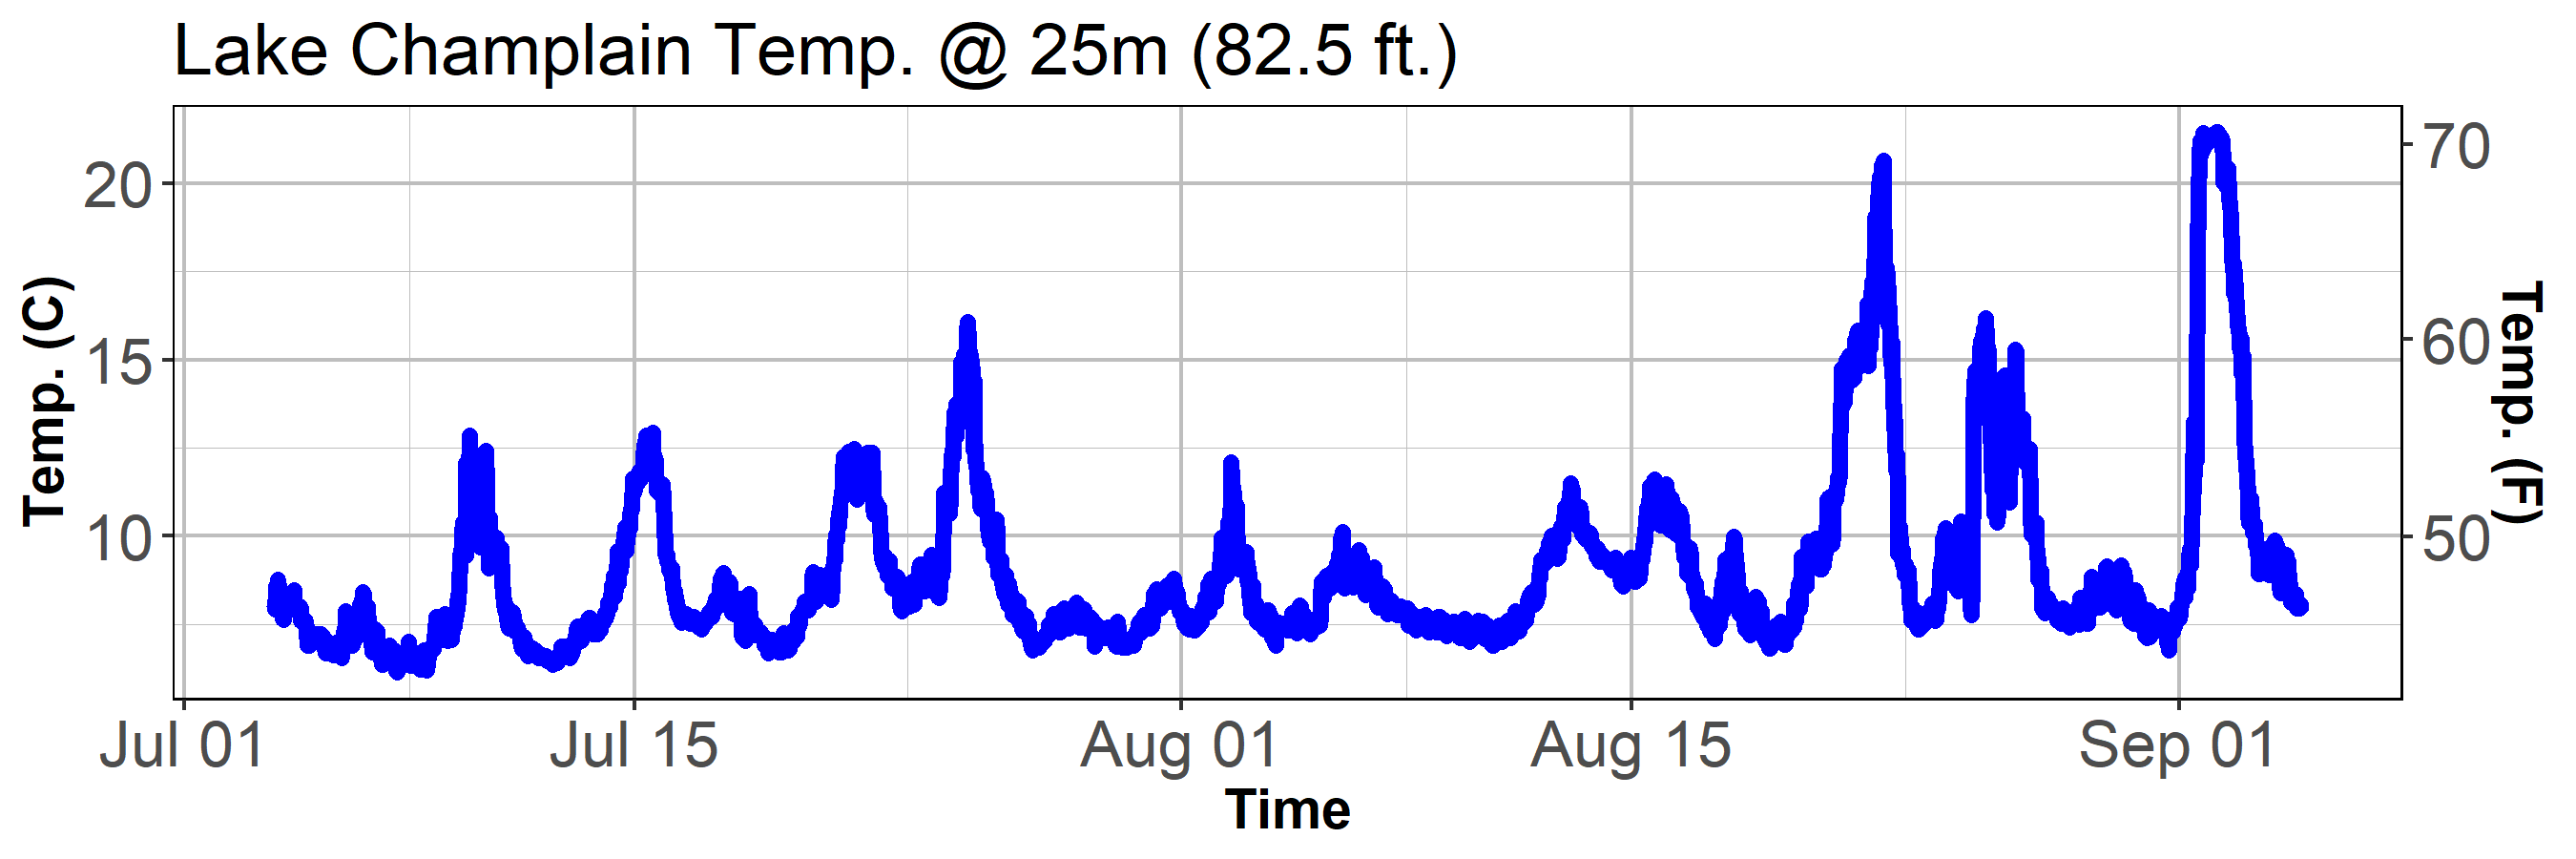 Lake Champlain Temp. @ 25m (82.5 ft.)
Temp. (C)
20
15
10
70
60
50
Temp. (F)
Jul 01 Jul 15 Aug 01 Aug 15 Sep 01
Time